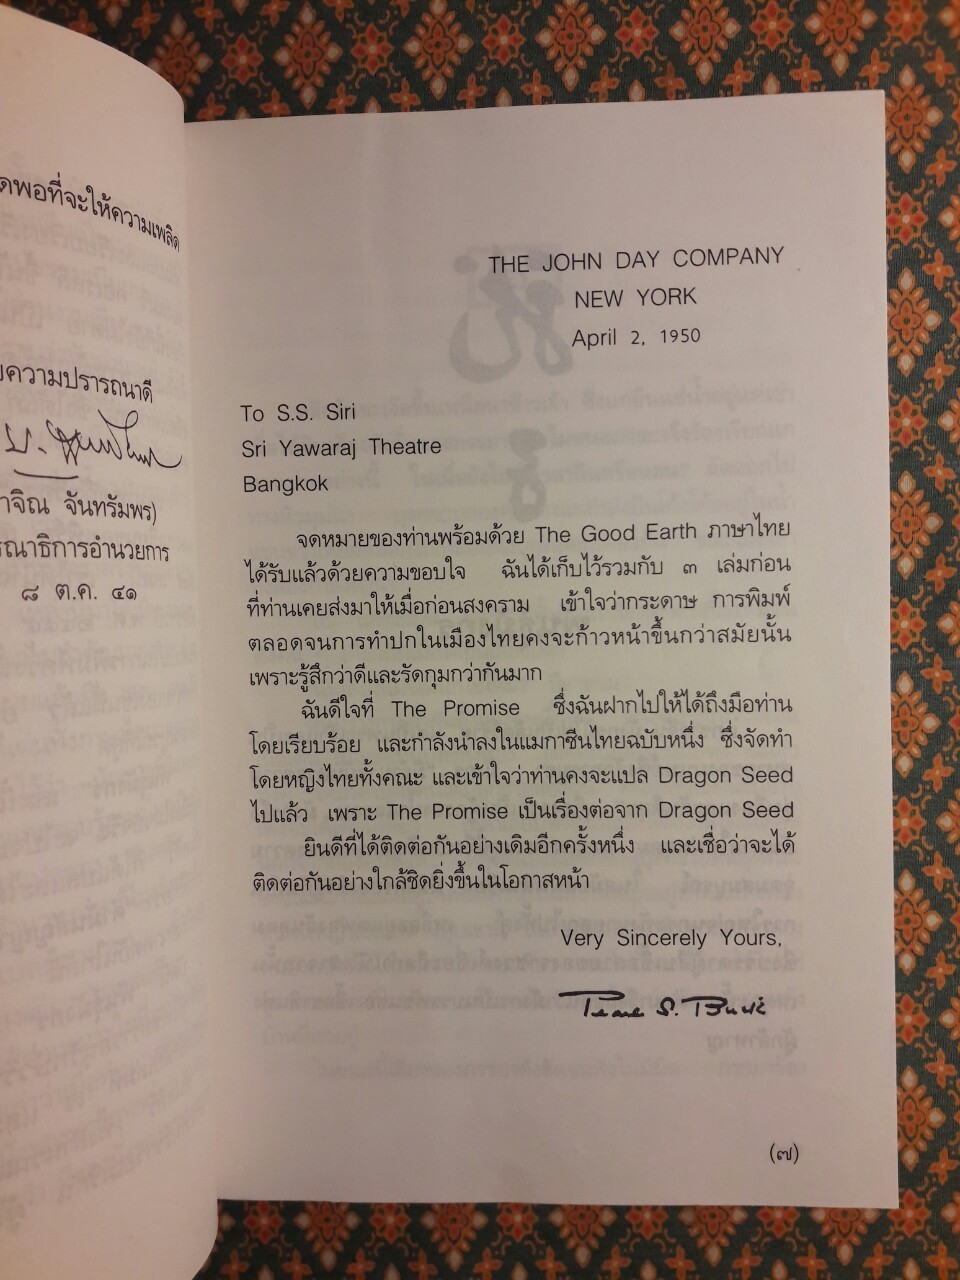 ดพอที่จะให้ความเพลิด
ยความปรารถนาดี
าจิณ จันทรัมพร)
รณาธิการอำนวยการ
๘ ต.ค. ๔๑
THE JOHN DAY COMPANY
NEW YORK
April 2, 1950
To S.S. Siri
Sri Yawaraj Theatre
Bangkok
จดหมายของท่านพร้อมด้วย The Good Earth ภาษาไทย
ได้รับแล้วด้วยความขอบใจ ฉันได้เก็บไว้รวมกับ ๓ เล่มก่อน
ที่ท่านเคยส่งมาให้เมื่อก่อนสงคราม เข้าใจว่ากระดาษ การพิมพ์
ตลอดจนการทำปกในเมืองไทยคงจะก้าวหน้าขึ้นกว่าสมัยนั้น
เพราะรู้สึกว่าดีและรัดกุมกว่ากันมาก
ฉันดีใจที่ The Promise ซึ่งฉันฝากไปให้ได้ถึงมือท่าน
โดยเรียบร้อย และกำลังนำลงในแมกาซีนไทยฉบับหนึ่ง ซึ่งจัดทำ
โดยหญิงไทยทั้งคณะ และเข้าใจว่าท่านคงจะแปล Dragon Seed
ไปแล้ว เพราะ The Promise เป็นเรื่องต่อจาก Dragon Seed
ยินดีที่ได้ติดต่อกันอย่างเดิมอีกครั้งหนึ่ง และเชื่อว่าจะได้
ติดต่อกันอย่างใกล้ชิดยิ่งขึ้นในโอกาสหน้า
Very Sincerely Yours,
Pearl S. Buck
(๗)